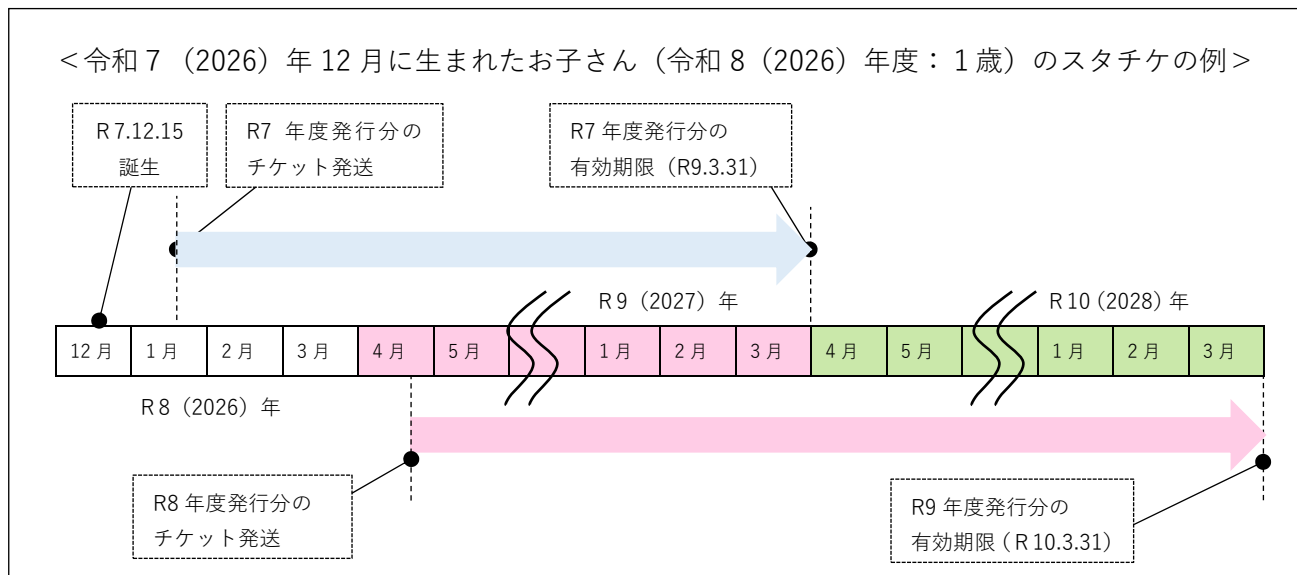 ＜令和７（2026）年 12 月に生まれたお子さん（令和 8（2026）年度：１歳）のスタチケの例＞
Ｒ7.12.15
誕生
R7 年度発行分の
チケット発送
R7 年度発行分の
有効期限（R9.3.31）
Ｒ９（2027）年
Ｒ10（2028）年
12 月 1 月 2 月 3 月 4 月 5 月 1 月 2 月 3 月 4 月 5 月 1 月 2 月 3 月
Ｒ８（2026）年
R8 年度発行分の
チケット発送
R9 年度発行分の
有効期限（Ｒ10.3.31）